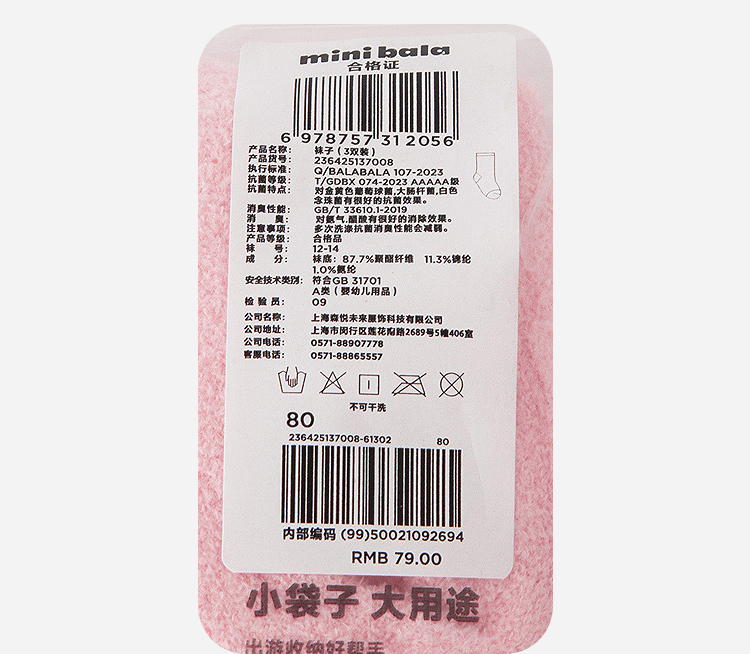 mini bala
合格证
6 978757 312056
产品名称： 袜子（3双装）
产品货号： 236425137008
执行标准： Q/BALABALA 107-2023
抗菌等级： T/GDBX 074-2023 AAAAA级
抗菌特点： 对金黄色葡萄球菌,大肠杆菌,白色
念珠菌有很好的抗菌效果。
消臭性能： GB/T 33610.1-2019
消 臭： 对氨气.醋酸有很好的消除效果。
注意事项： 多次洗涤抗菌消臭性能会减弱。
产品等级： 合格品
袜 号： 12-14
成 分： 袜底：87.7%聚酯纤维 11.3%锦纶
1.0%氨纶
安全技术类别： 符合GB 31701
A类（婴幼儿用品）
检 验 员： 09
公司名称： 上海森悦未来服饰科技有限公司
公司地址： 上海市闵行区莲花南路2689号5幢406室
公司电话： 0571-88907778
客服电话： 0571-88865557
不可干洗
80
236425137008-61302 80
内部编码 (99)50021092694
RMB 79.00
小袋子 大用途
出游收纳好帮手